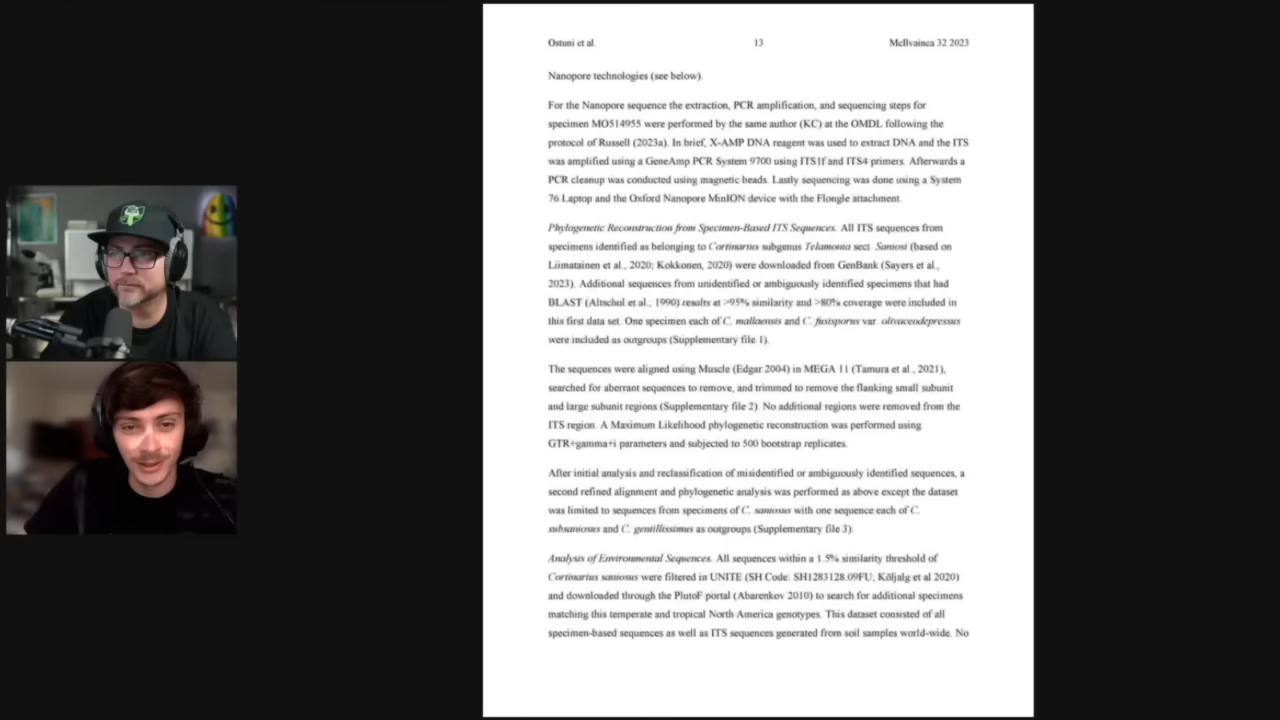 Ostuni et al.
13
McIlvainea 32 2023
Nanopore technologies (see below).
For the Nanopore sequence the extraction, PCR amplification, and sequencing steps for
specimen MO514955 were performed by the same author (KC) at the OMDL following the
protocol of Russell (2023a). In brief, X-AMP DNA reagent was used to extract DNA and the ITS
was amplified using a GeneAmp PCR System 9700 using ITS1f and ITS4 primers. Afterwards a
PCR cleanup was conducted using magnetic beads. Lastly sequencing was done using a System
76 Laptop and the Oxford Nanopore MinION device with the Flongle attachment.
Phylogenetic Reconstruction from Specimen-Based ITS Sequences. All ITS sequences from
specimens identified as belonging to Cortinarius subgenus Telamonia sect. Saniosi (based on
Liimatainen et al., 2020; Kokkonen, 2020) were downloaded from GenBank (Sayers et al.,
2023). Additional sequences from unidentified or ambiguously identified specimens that had
BLAST (Altschul et al., 1990) results at >95% similarity and >80% coverage were included in
this first data set. One specimen each of C. mallaensis and C. fusisporus var. olivaceodepressus
were included as outgroups (Supplementary file 1).
The sequences were aligned using Muscle (Edgar 2004) in MEGA 11 (Tamura et al., 2021),
searched for aberrant sequences to remove, and trimmed to remove the flanking small subunit
and large subunit regions (Supplementary file 2). No additional regions were removed from the
ITS region. A Maximum Likelihood phylogenetic reconstruction was performed using
GTR+gamma+i parameters and subjected to 500 bootstrap replicates.
After initial analysis and reclassification of misidentified or ambiguously identified sequences, a
second refined alignment and phylogenetic analysis was performed as above except the dataset
was limited to sequences from specimens of C. saniosus with one sequence each of C.
subsaniosus and C. gentillissimus as outgroups (Supplementary file 3).
Analysis of Environmental Sequences. All sequences within a 1.5% similarity threshold of
Cortinarius saniosus were filtered in UNITE (SH Code: SH1283128.09FU; Kõljalg et al 2020)
and downloaded through the PlutoF portal (Abarenkov 2010) to search for additional specimens
matching this temperate and tropical North America genotypes. This dataset consisted of all
specimen-based sequences as well as ITS sequences generated from soil samples world-wide. No